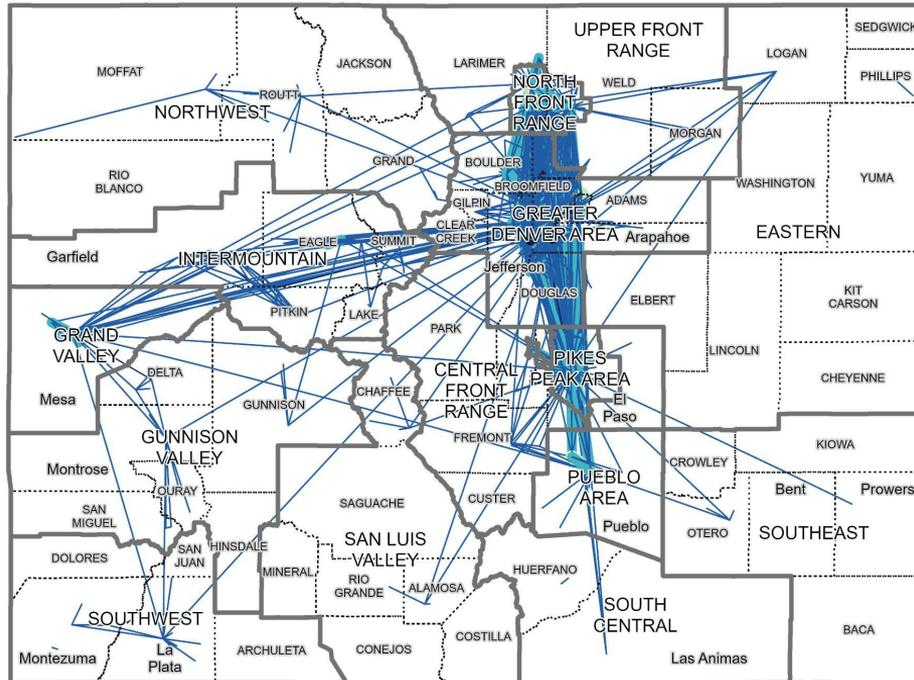 UPPER FRONT
RANGE
SEDGWICK
LOGAN
MOFFAT
JACKSON
LARIMER
PHILLIPS
NORTH
FRONT
RANGE
WELD
ROUTT
NORTHWEST
MORGAN
GRAND
BOULDER
RIO
BLANCO
BROOMFIELD
WASHINGTON
YUMA
GILPIN
ADAMS
GREATER
DENVER AREA
CLEAR
CREEK
EAGLE
SUMMIT
Arapahoe
EASTERN
Garfield
INTERMOUNTAIN
Jefferson
DOUGLAS
ELBERT
KIT
CARSON
PITKIN
LAKE
PARK
GRAND
VALLEY
LINCOLN
PIKES
PEAK AREA
DELTA
CENTRAL
FRONT
RANGE
CHEYENNE
Mesa
GUNNISON
CHAFFEE
El
Paso
GUNNISON
VALLEY
FREMONT
KIOWA
Montrose
CROWLEY
PUEBLO
AREA
OURAY
Bent
Prowers
SAGUACHE
CUSTER
SAN
MIGUEL
Pueblo
OTERO
SOUTHEAST
SAN LUIS
VALLEY
DOLORES
SAN
JUAN
HINSDALE
MINERAL
HUERFANO
RIO
GRANDE
ALAMOSA
SOUTHWEST
SOUTH
CENTRAL
COSTILLA
BACA
Montezuma
La
Plata
ARCHULETA
CONEJOS
Las Animas